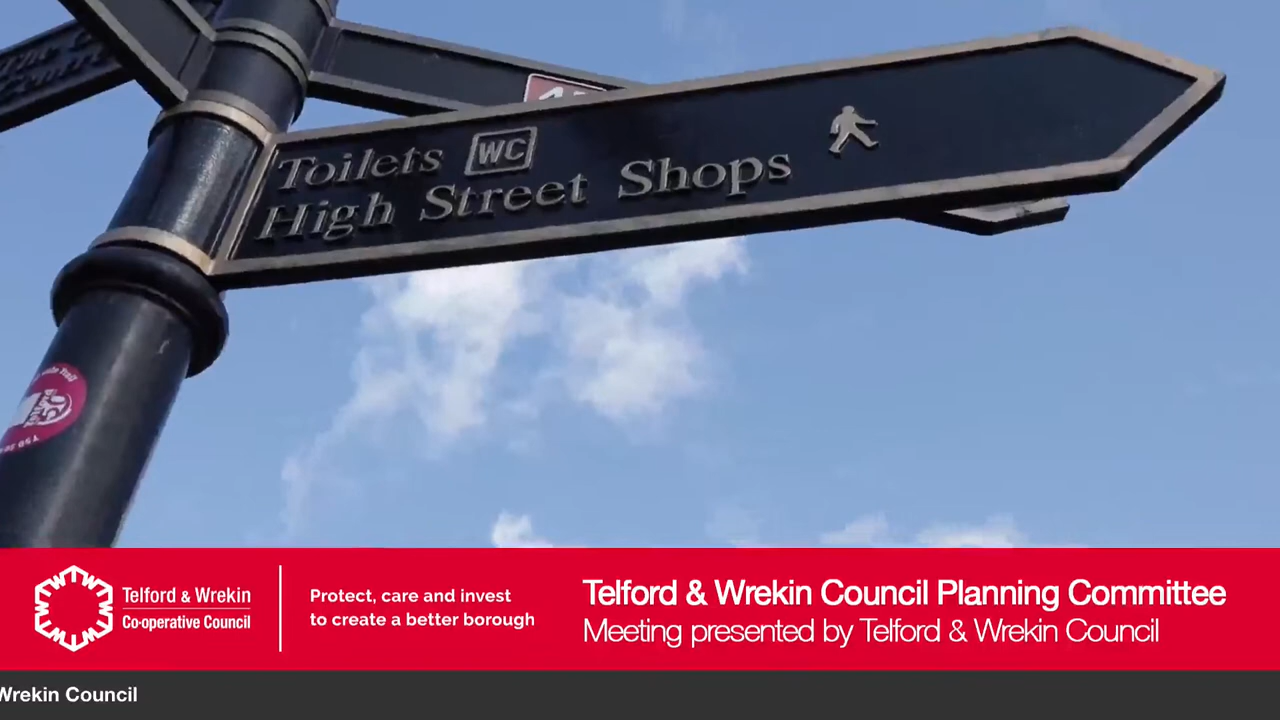 Toilets WC
High Street Shops
Telford & Wrekin
Co-operative Council
Protect, care and invest
to create a better borough
Telford & Wrekin Council Planning Committee
Meeting presented by Telford & Wrekin Council
Wrekin Council